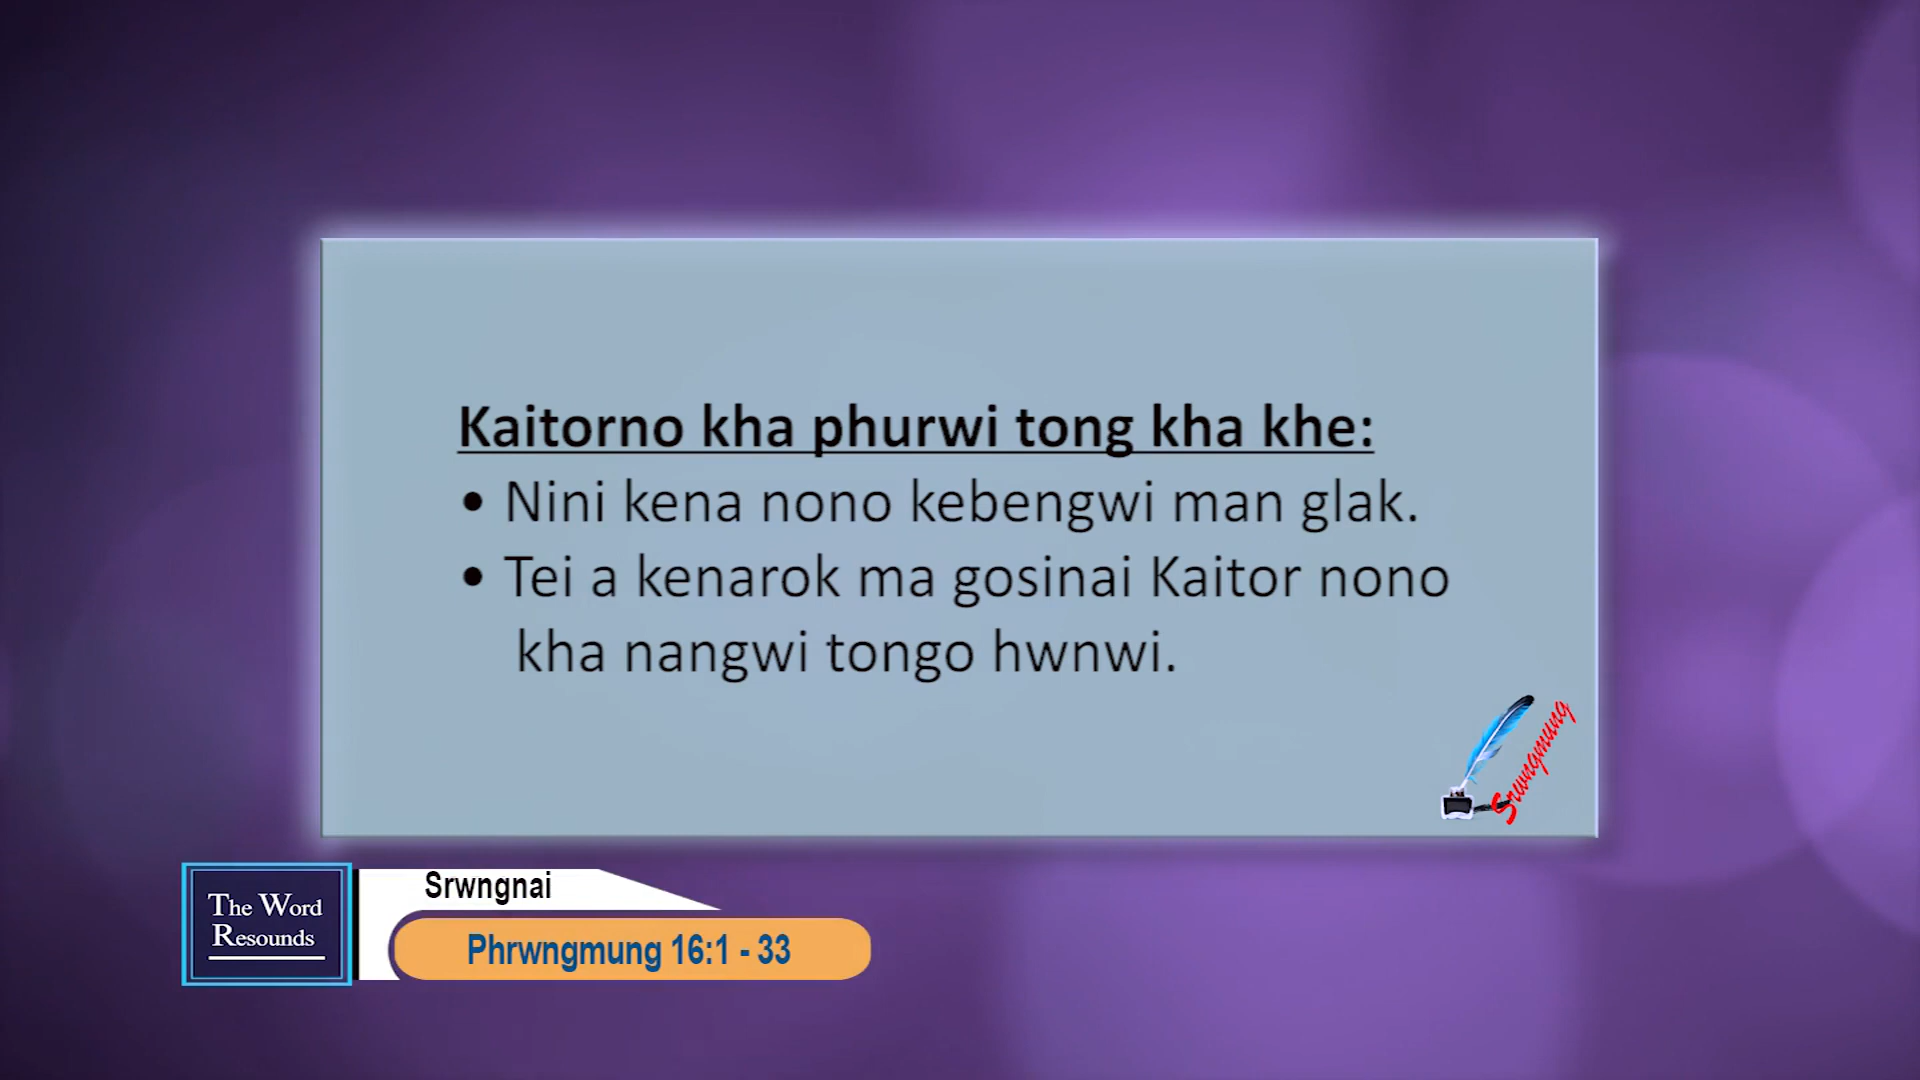 Kaitorno kha phurwi tong kha khe:
• Nini kena nono kebengwi man glak.
• Tei a kenarok ma gosinai Kaitor nono
kha nangwi tongo hwnwi.
Srwngmung
The Word
Resounds
Srwngnai
Phrwngmung 16:1 - 33